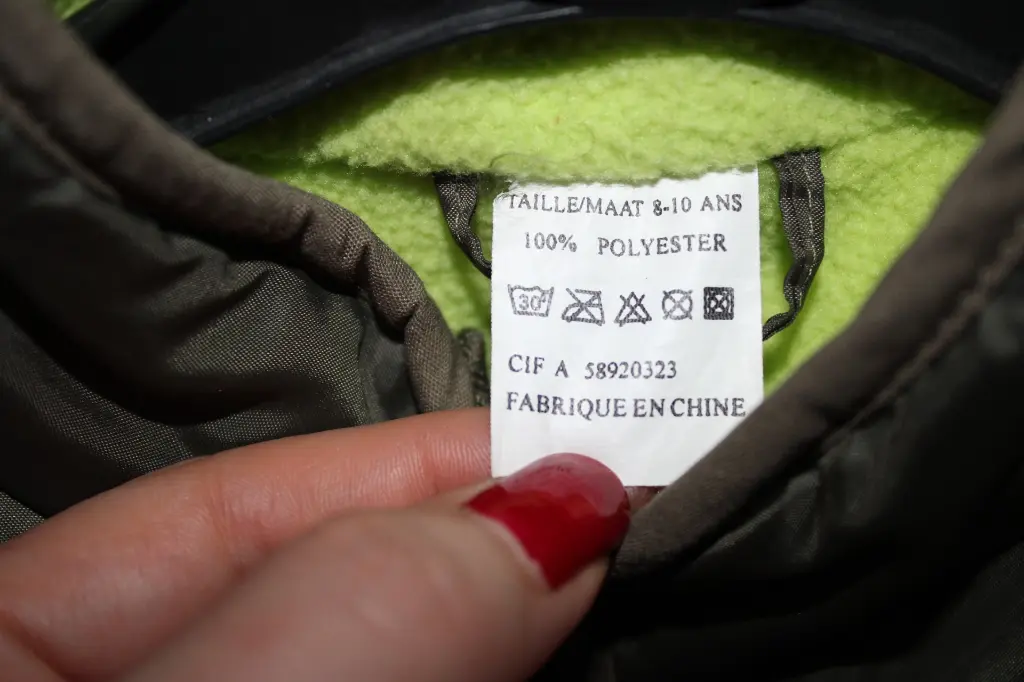 TAILLE/MAAT 8-10 ANS
100% POLYESTER
30°
CIF A 58920323
FABRIQUE EN CHINE